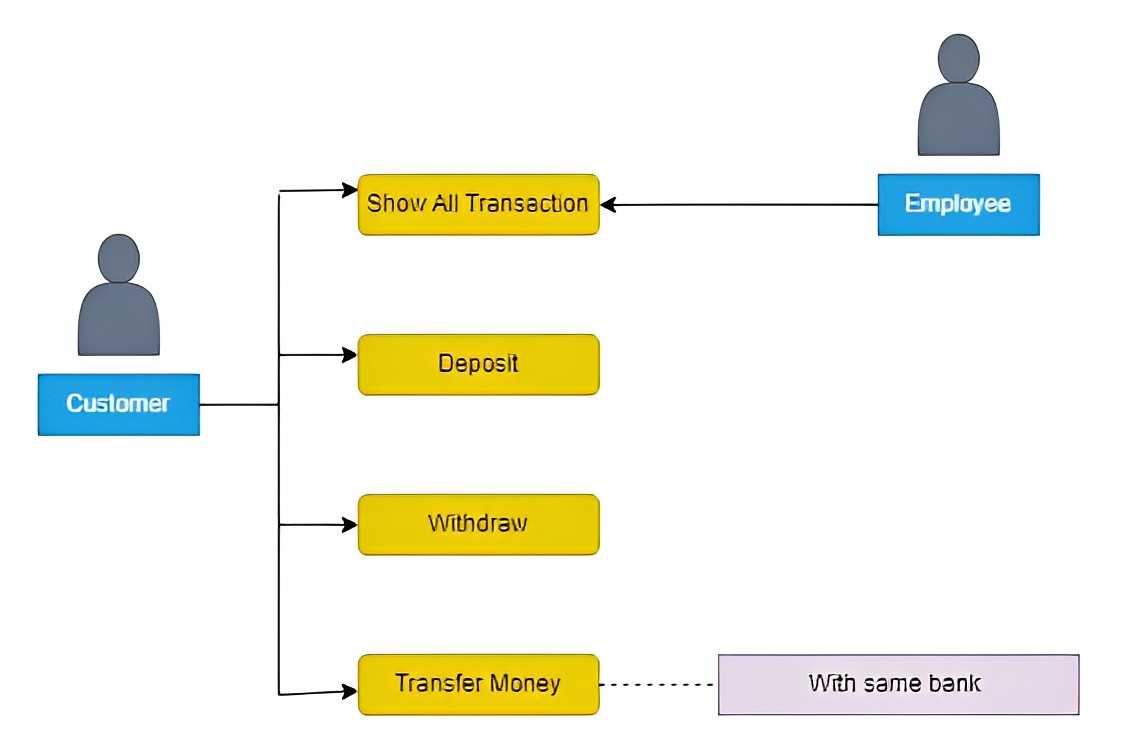 Show All Transaction
Employee
Deposit
Customer
Withdraw
Transfer Money
With same bank